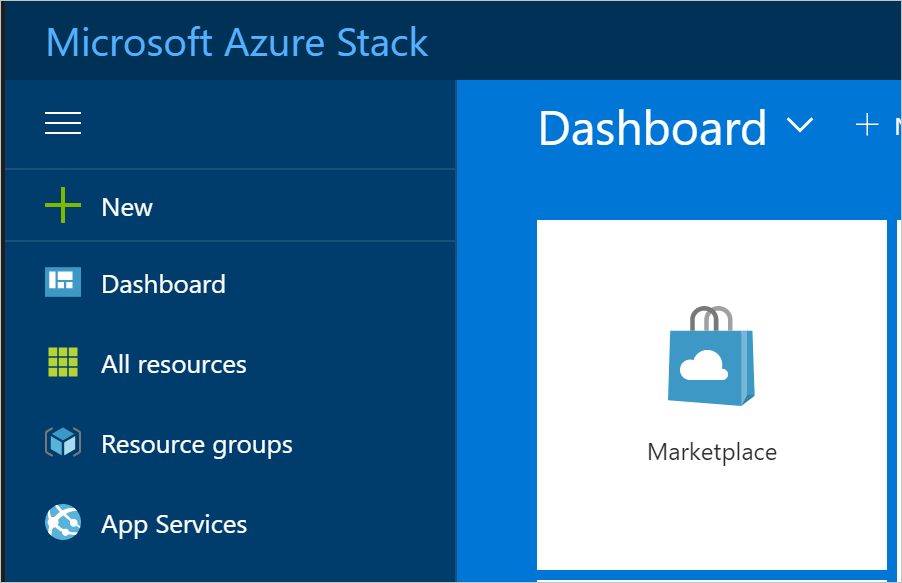 Microsoft Azure Stack
Dashboard
New
Dashboard
All resources
Resource groups
App Services
Marketplace